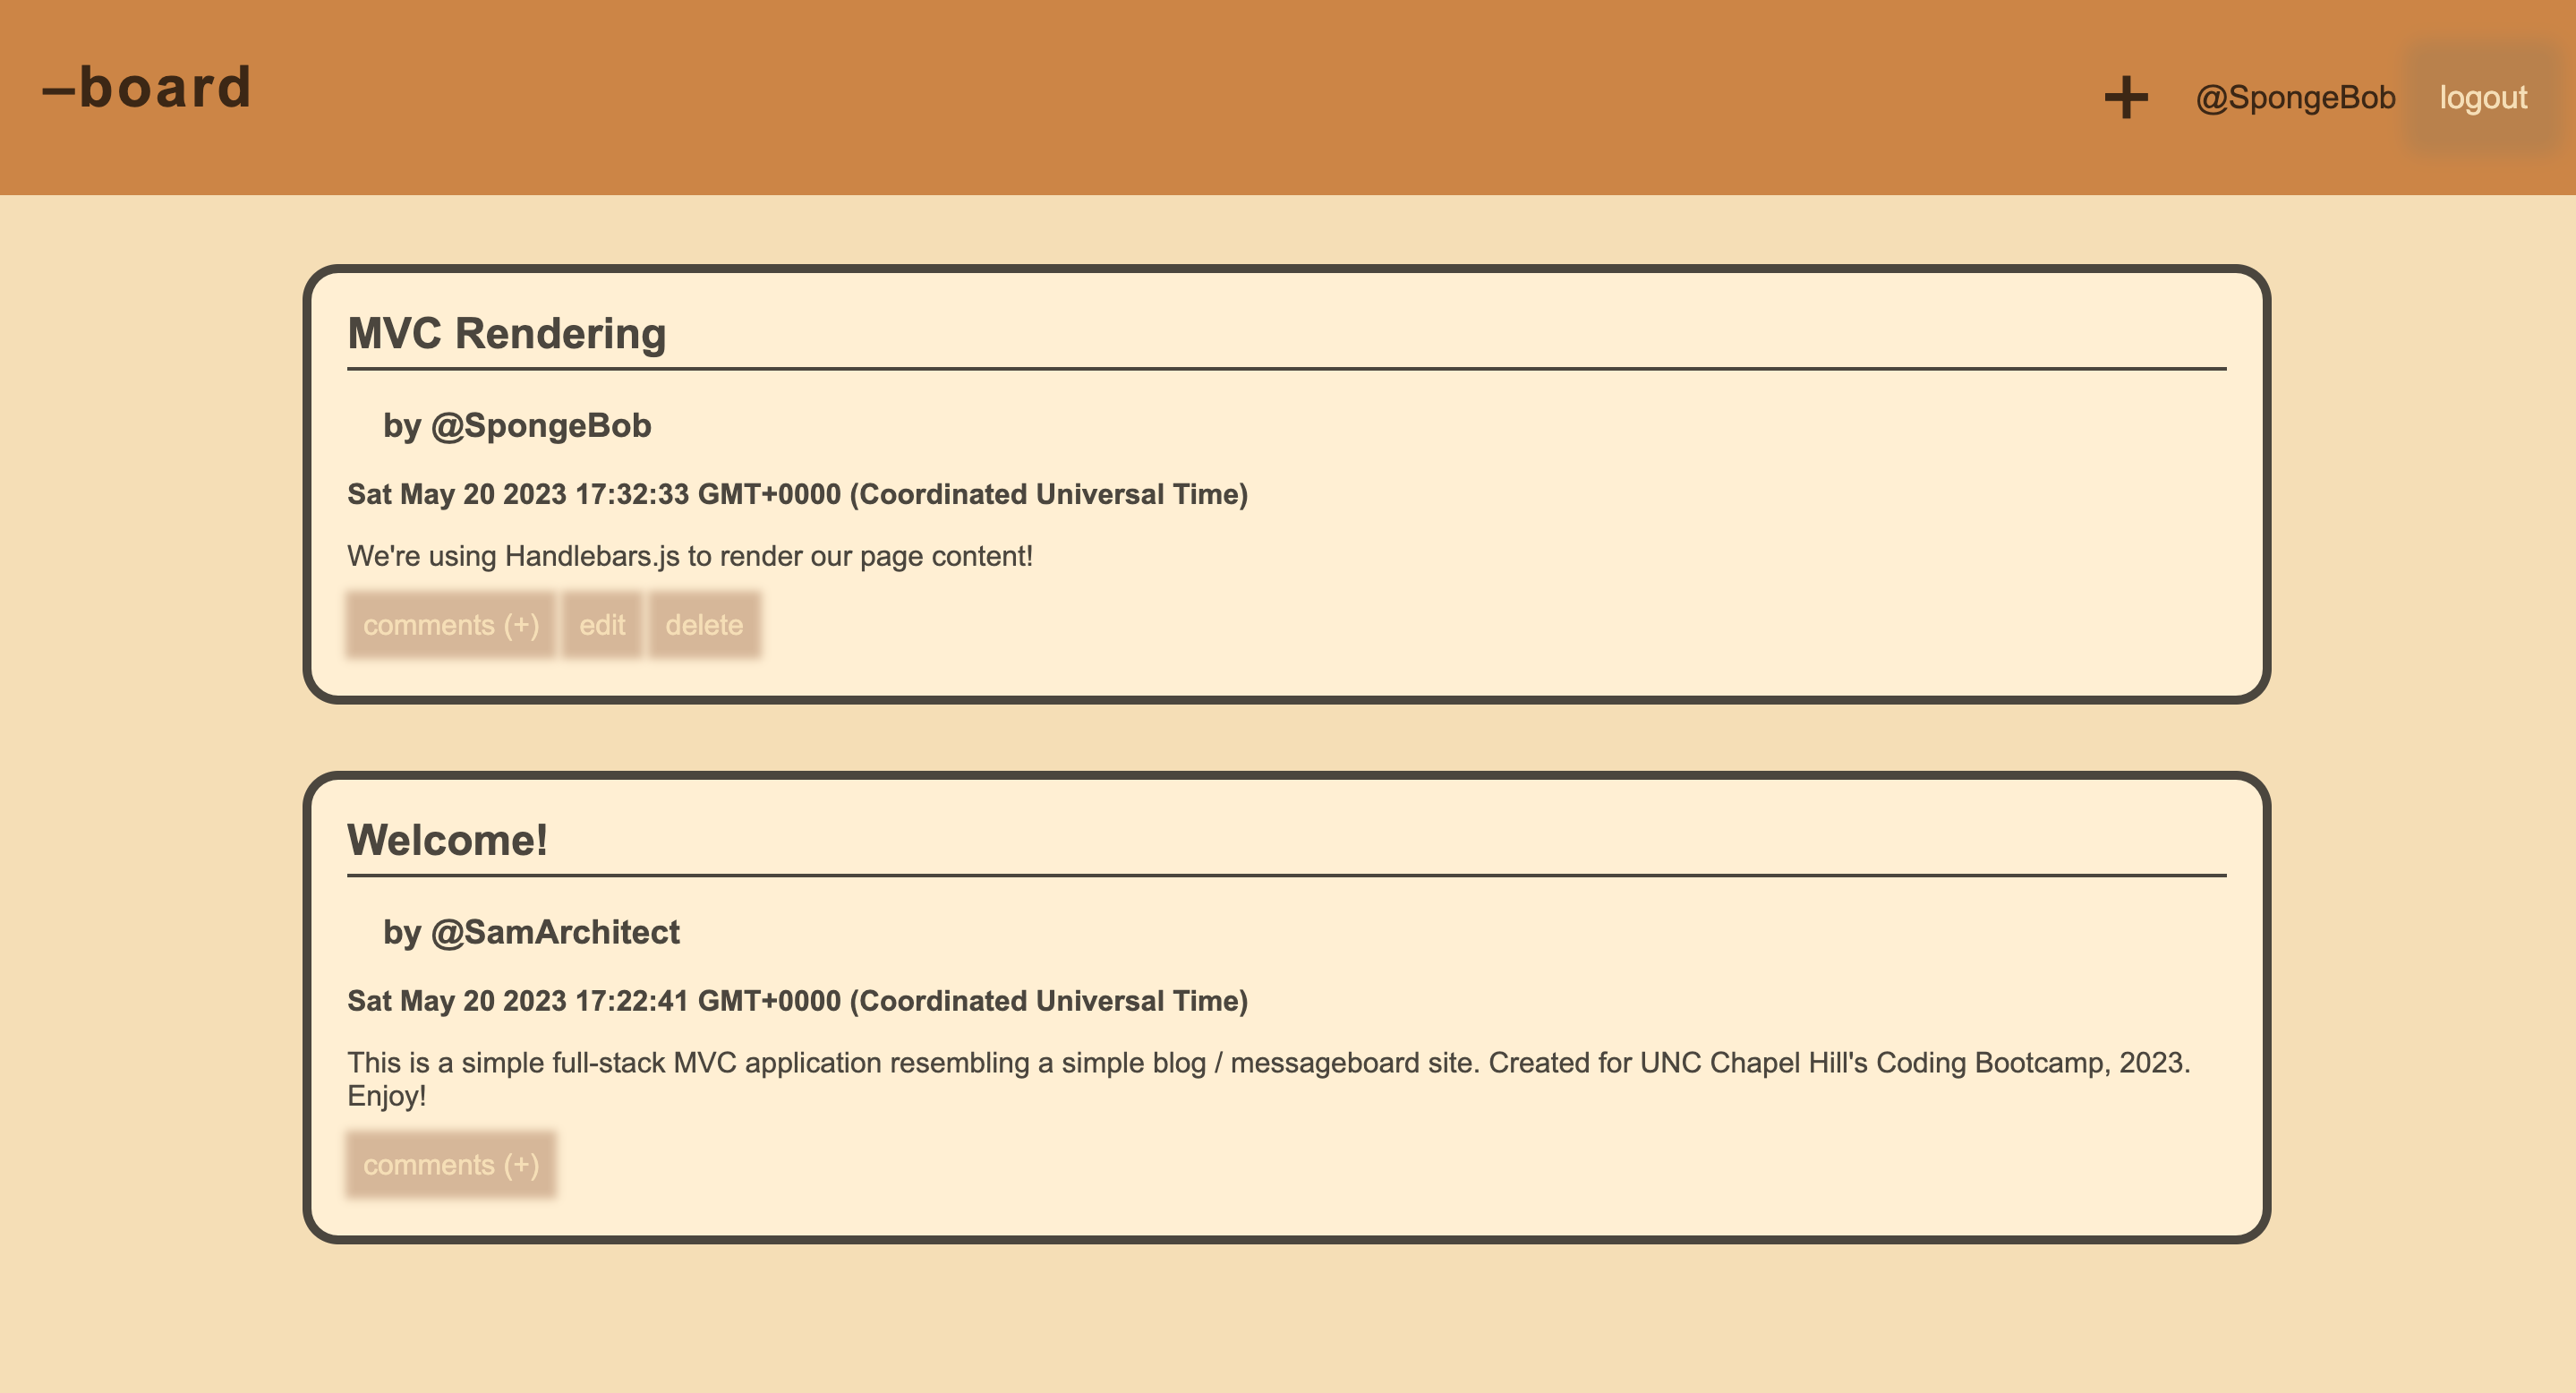 –board
+ @SpongeBob logout
MVC Rendering
by @SpongeBob
Sat May 20 2023 17:32:33 GMT+0000 (Coordinated Universal Time)
We're using Handlebars.js to render our page content!
comments (+) edit delete
Welcome!
by @SamArchitect
Sat May 20 2023 17:22:41 GMT+0000 (Coordinated Universal Time)
This is a simple full-stack MVC application resembling a simple blog / messageboard site. Created for UNC Chapel Hill's Coding Bootcamp, 2023.
Enjoy!
comments (+)